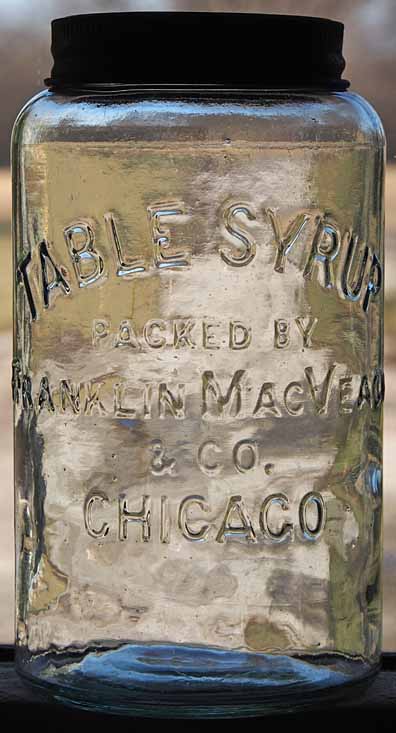 TABLE SYRUP
PACKED BY
FRANKLIN MACVEAGH
& CO.
CHICAGO